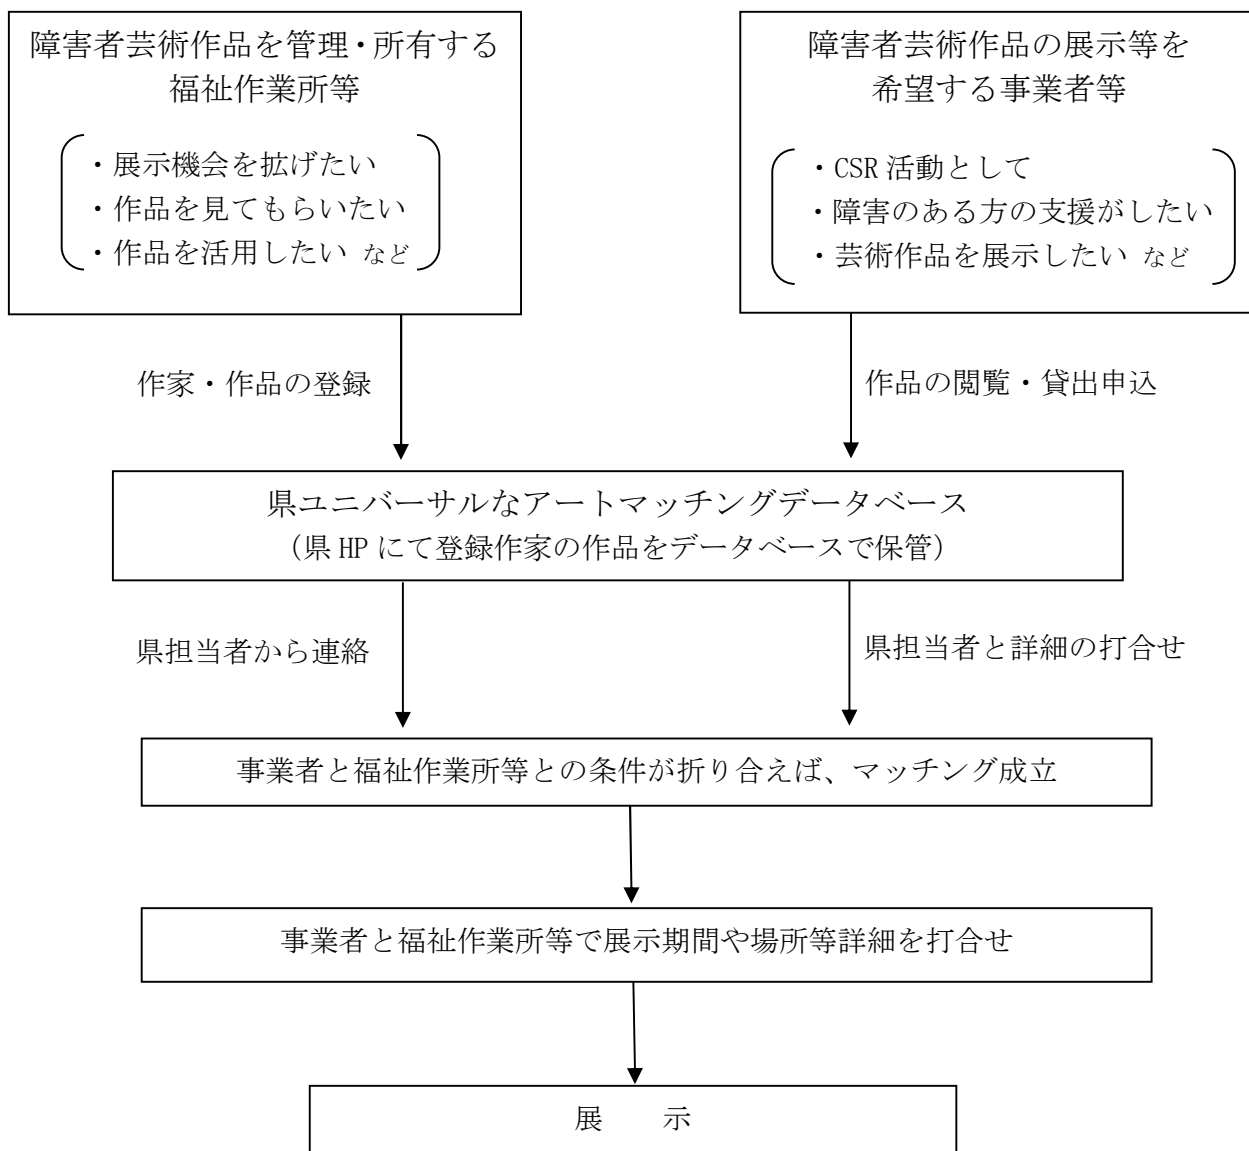 障害者芸術作品を管理・所有する
福祉作業所等
・展示機会を拡げたい
・作品を見てもらいたい
・作品を活用したい など
障害者芸術作品の展示等を
希望する事業者等
・CSR 活動として
・障害のある方の支援がしたい
・芸術作品を展示したい など
作家・作品の登録
作品の閲覧・貸出申込
県ユニバーサルなアートマッチングデータベース
（県 HP にて登録作家の作品をデータベースで保管）
県担当者から連絡
県担当者と詳細の打合せ
事業者と福祉作業所等との条件が折り合えば、マッチング成立
事業者と福祉作業所等で展示期間や場所等詳細を打合せ
展　　示